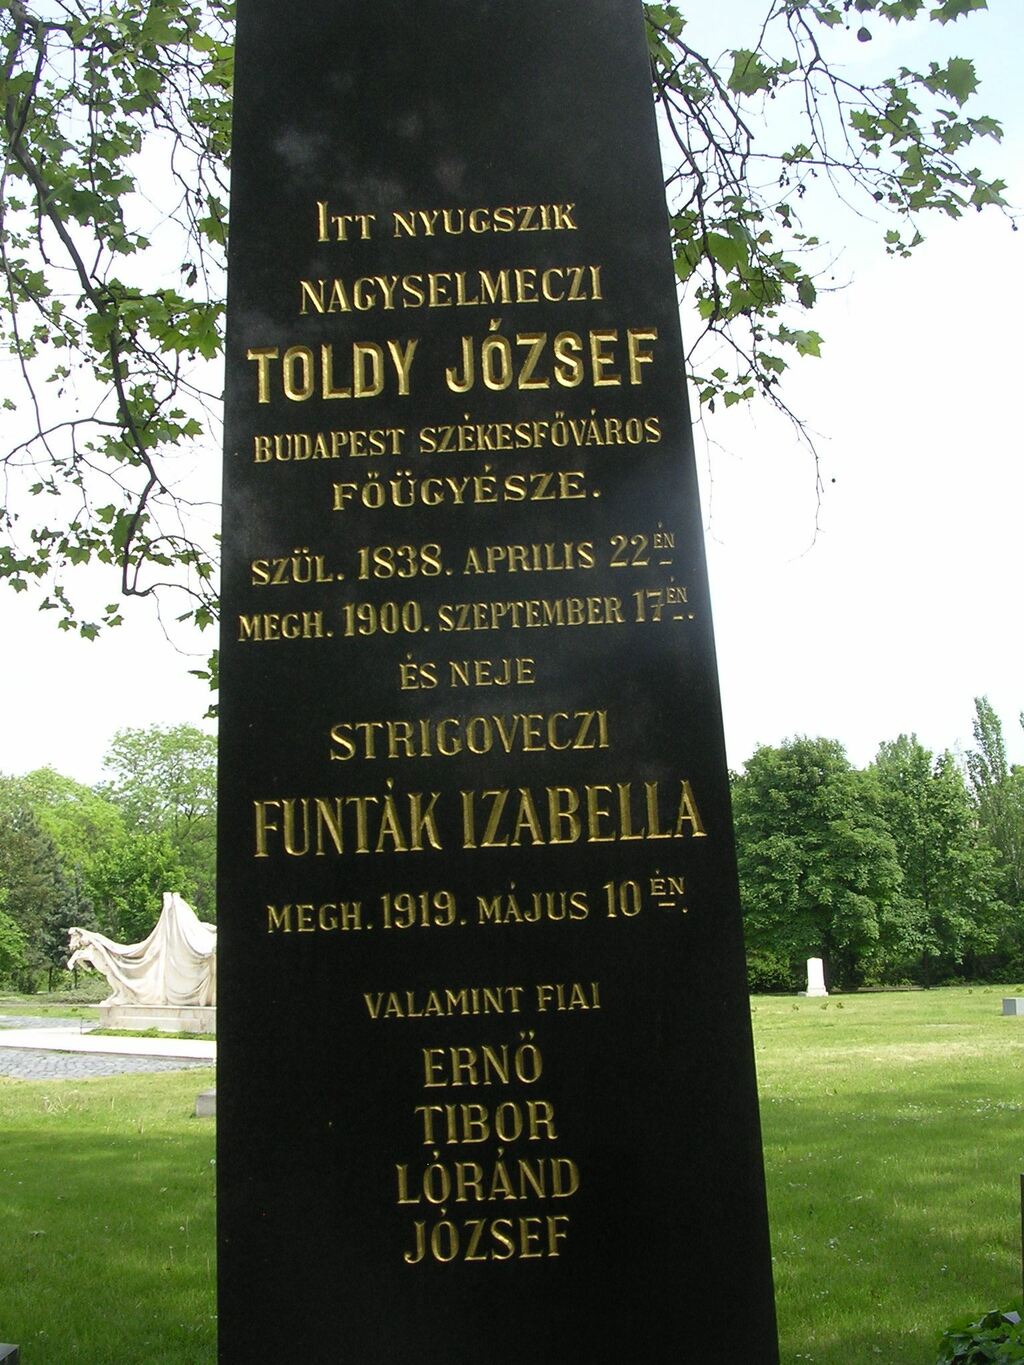 ITT NYUGSZIK
NAGYSELMECZI
TOLDY JÓZSEF
BUDAPEST SZÉKESFŐVÁROS
FŐÜGYÉSZE.
SZÜL. 1838. APRILIS 22ÉN
MEGH. 1900. SZEPTEMBER 17ÉN.
ÉS NEJE
STRIGOVECZI
FUNTÁK IZABELLA
MEGH. 1919. MÁJUS 10ÉN.
VALAMINT FIAI
ERNŐ
TIBOR
LÓRÁND
JÓZSEF